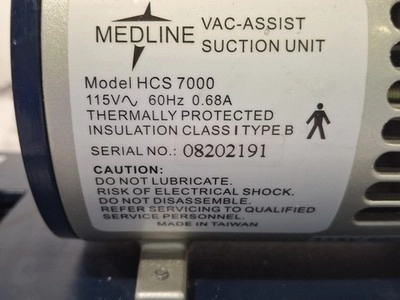 MEDLINE
VAC-ASSIST
SUCTION UNIT
Model HCS 7000
115V∿ 60Hz 0.68A
THERMALLY PROTECTED
INSULATION CLASS I TYPE B
SERIAL NO.: 08202191
CAUTION:
DO NOT LUBRICATE.
RISK OF ELECTRICAL SHOCK.
DO NOT DISASSEMBLE.
REFER SERVICING TO QUALIFIED
SERVICE PERSONNEL.
MADE IN TAIWAN